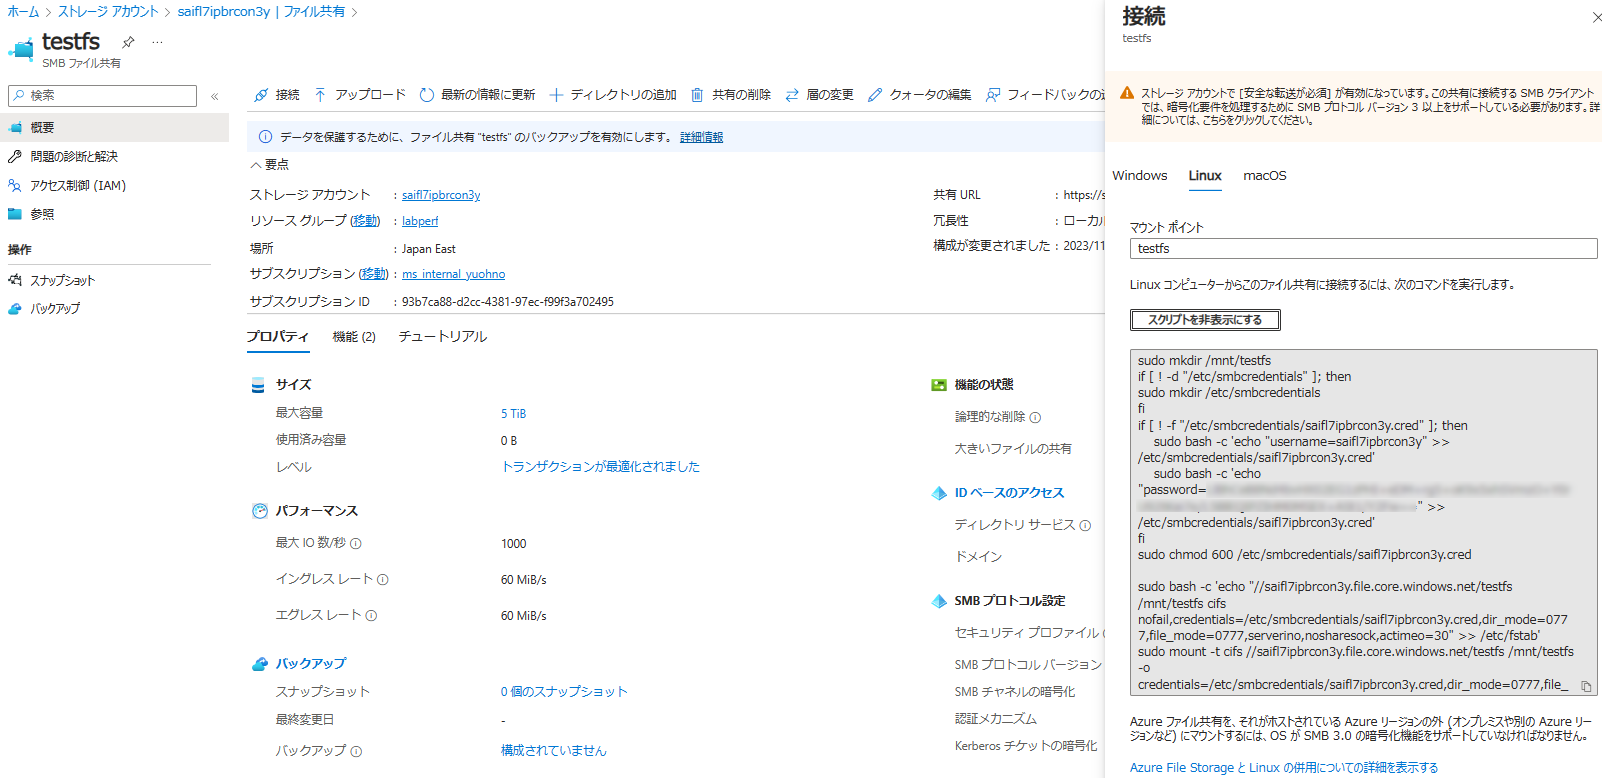 ホーム > ストレージ アカウント > saifl7ipbrcon3y | ファイル共有 >
testfs
SMB ファイル共有
検索
概要
問題の診断と解決
アクセス制御 (IAM)
参照
操作
スナップショット
バックアップ
接続 アップロード 最新の情報に更新 ディレクトリの追加 共有の削除 層の変更 クォータの編集 フィードバックの
データを保護するために、ファイル共有 "testfs" のバックアップを有効にします。 詳細情報
要点
ストレージ アカウント : saifl7ipbrcon3y
リソース グループ (移動) : labperf
場所 : Japan East
サブスクリプション (移動) : ms_internal_yuohno
サブスクリプション ID : 93b7ca88-d2cc-4381-97ec-f99f3a702495
共有 URL : https://s
冗長性 : ローカル
構成が変更されました : 2023/11
プロパティ 機能 (2) チュートリアル
サイズ
最大容量 5 TiB
使用済み容量 0 B
レベル トランザクションが最適化されました
パフォーマンス
最大 IO 数/秒 1000
イングレス レート 60 MiB/s
エグレス レート 60 MiB/s
バックアップ
スナップショット 0 個のスナップショット
最終変更日 -
バックアップ 構成されていません
機能の状態
論理的な削除
大きいファイルの共有
ID ベースのアクセス
ディレクトリ サービス
ドメイン
SMB プロトコル設定
セキュリティ プロファイル
SMB プロトコル バージョン
SMB チャネルの暗号化
認証メカニズム
Kerberos チケットの暗号化
接続
testfs
ストレージ アカウントで [安全な転送が必須] が有効になっています。この共有に接続する SMB クライアント
では、暗号化要件を処理するために SMB プロトコル バージョン 3 以上をサポートしている必要があります。詳
細については、こちらをクリックしてください。
Windows Linux macOS
マウント ポイント
testfs
Linux コンピューターからこのファイル共有に接続するには、次のコマンドを実行します。
スクリプトを非表示にする
sudo mkdir /mnt/testfs
if [ ! -d "/etc/smbcredentials" ]; then
sudo mkdir /etc/smbcredentials
fi
if [ ! -f "/etc/smbcredentials/saifl7ipbrcon3y.cred" ]; then
sudo bash -c 'echo "username=saifl7ipbrcon3y" >>
/etc/smbcredentials/saifl7ipbrcon3y.cred'
sudo bash -c 'echo
"password=
" >>
/etc/smbcredentials/saifl7ipbrcon3y.cred'
fi
sudo chmod 600 /etc/smbcredentials/saifl7ipbrcon3y.cred
sudo bash -c 'echo "//saifl7ipbrcon3y.file.core.windows.net/testfs
/mnt/testfs cifs
nofail,credentials=/etc/smbcredentials/saifl7ipbrcon3y.cred,dir_mode=077
7,file_mode=0777,serverino,nosharesock,actimeo=30" >> /etc/fstab'
sudo mount -t cifs //saifl7ipbrcon3y.file.core.windows.net/testfs /mnt/testfs
-o
credentials=/etc/smbcredentials/saifl7ipbrcon3y.cred,dir_mode=0777,file_
Azure ファイル共有を、それがホストされている Azure リージョンの外 (オンプレミスや別の Azure リー
ジョンなど) にマウントするには、OS が SMB 3.0 の暗号化機能をサポートしていなければなりません。
Azure File Storage と Linux の併用についての詳細を表示する